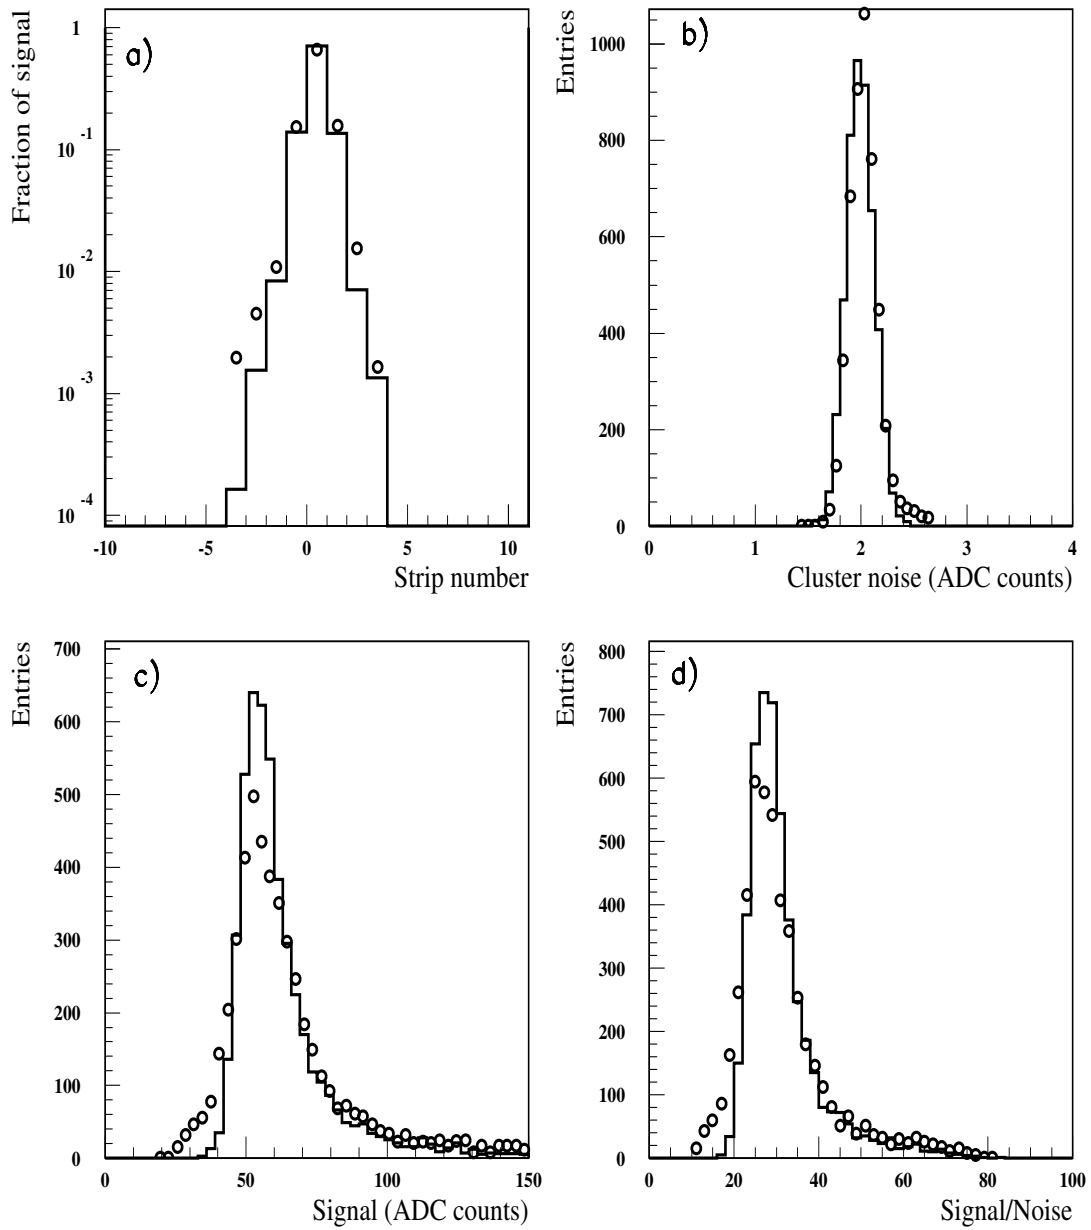 a)
Fraction of signal
1
10 -1
10 -2
10 -3
10 -4
-10 -5 0 5 10
Strip number
b)
Entries
1000
800
600
400
200
0
0 1 2 3 4
Cluster noise (ADC counts)
c)
Entries
700
600
500
400
300
200
100
0
0 50 100 150
Signal (ADC counts)
d)
Entries
800
700
600
500
400
300
200
100
0
0 20 40 60 80 100
Signal/Noise